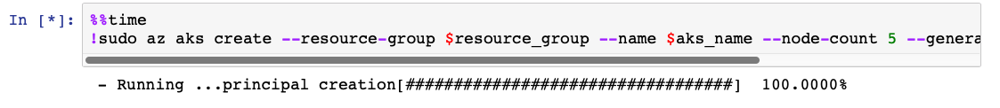 In [*]: %%time
!sudo az aks create --resource-group $resource_group --name $aks_name --node-count 5 --genera
- Running ...principal creation[##################################] 100.0000%